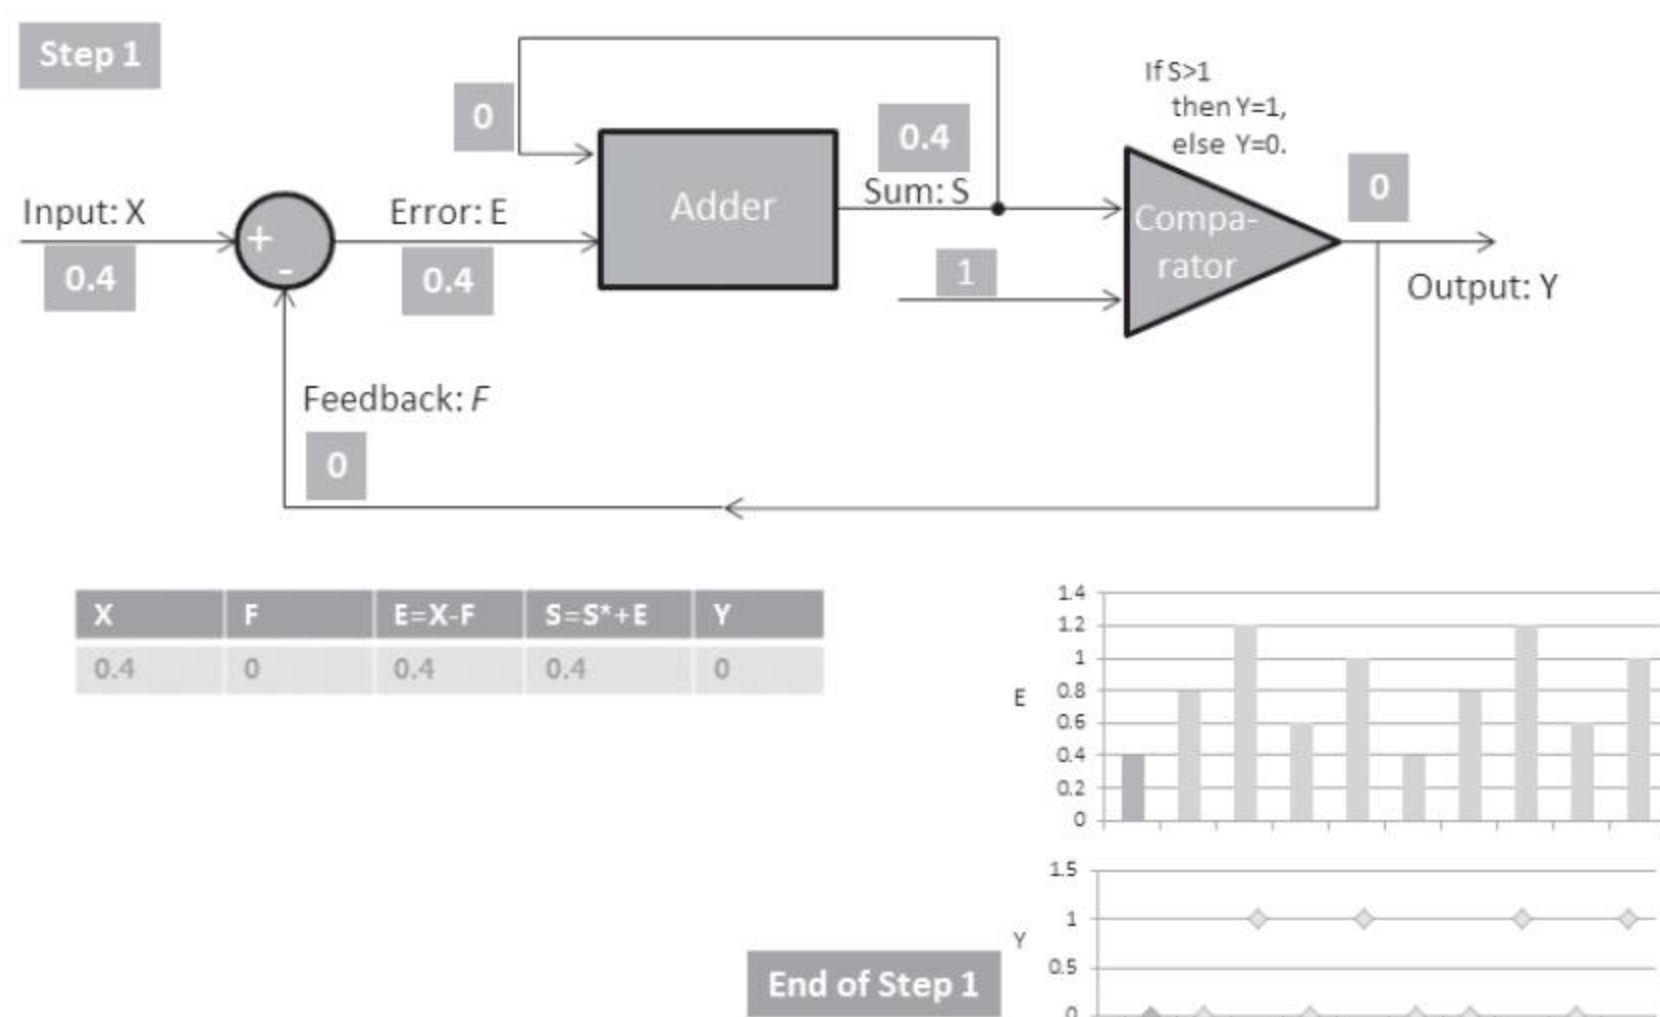 Step 1
If S>1
then Y=1,
else Y=0.
0
0.4
0
Input: X
Error: E
Adder
Sum: S
Compa-
rator
+
-
0.4
0.4
1
Output: Y
Feedback: F
0
X F E=X-F S=S*+E Y
0.4 0 0.4 0.4 0
1.4
1.2
1
0.8
E
0.6
0.4
0.2
0
1.5
1
Y
0.5
0
End of Step 1